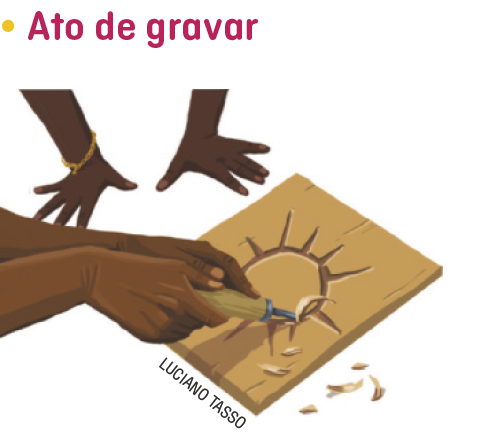 • Ato de gravar
LUCIANO TASSO